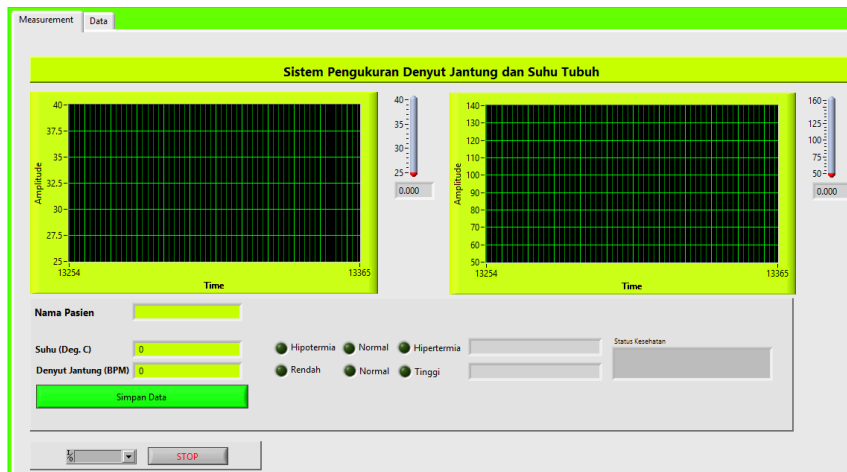 Measurement Data
Sistem Pengukuran Denyut Jantung dan Suhu Tubuh
40
37.5
35
32.5
30
27.5
25
Amplitude
13254 13365
Time
40
35
30
25
0.000
140
130
120
110
100
90
80
70
60
50
Amplitude
13254 13365
Time
160
125
100
75
50
0.000
Nama Pasien
Suhu (Deg. C) 0
Hipotermia Normal Hipertermia
Denyut Jantung (BPM) 0
Rendah Normal Tinggi
Status Kesehatan
Simpan Data
I/O
STOP